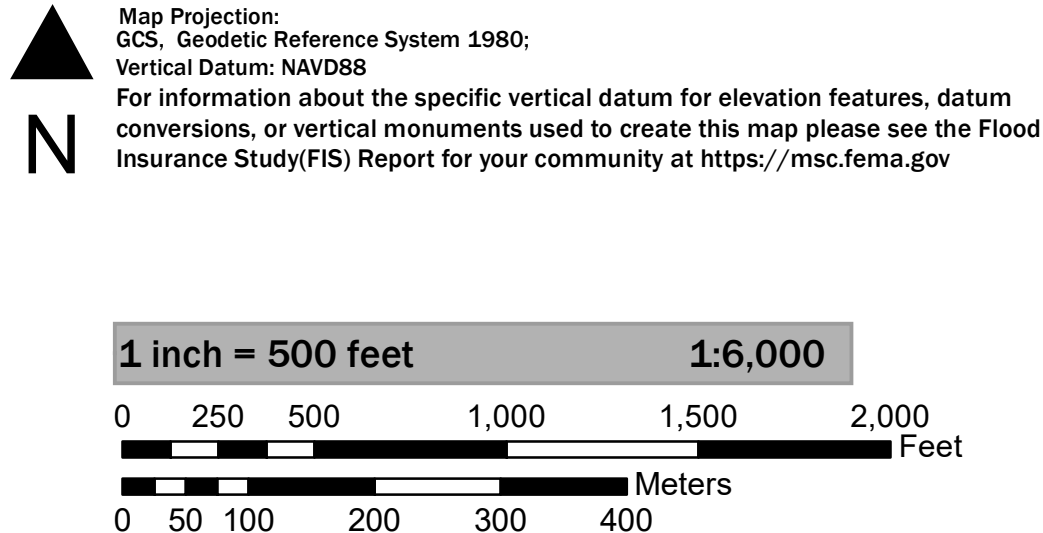 Map Projection:
GCS, Geodetic Reference System 1980;
Vertical Datum: NAVD88
For information about the specific vertical datum for elevation features, datum
conversions, or vertical monuments used to create this map please see the Flood
Insurance Study(FIS) Report for your community at https://msc.fema.gov
N
1 inch = 500 feet 1:6,000
0 250 500 1,000 1,500 2,000
Feet
Meters
0 50 100 200 300 400